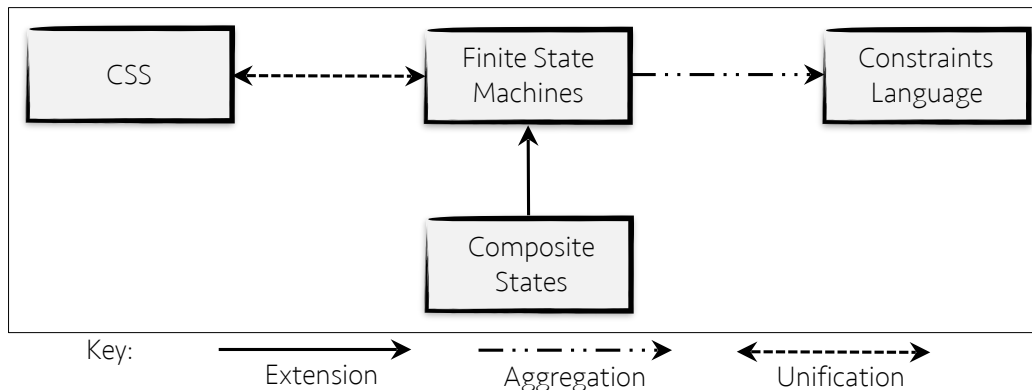 CSS
Finite State
Machines
Constraints
Language
Composite
States
Key:
Extension
Aggregation
Unification